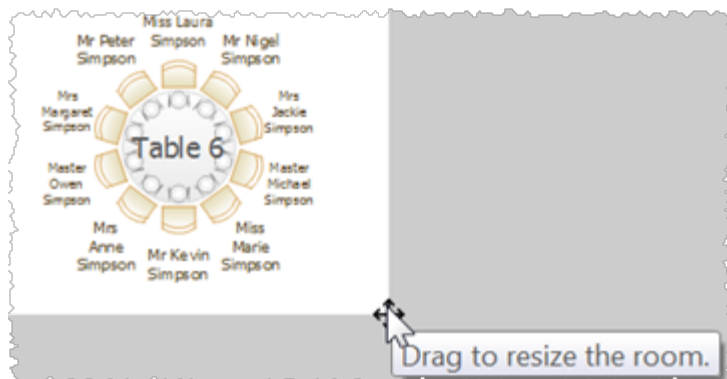 Miss Laura
Simpson
Mr Peter
Simpson
Mr Nigel
Simpson
Mrs
Margaret
Simpson
Mrs
Jackie
Simpson
Table 6
Master
Owen
Simpson
Master
Michael
Simpson
Mrs
Anne
Simpson
Mr Kevin
Simpson
Miss
Marie
Simpson
Drag to resize the room.